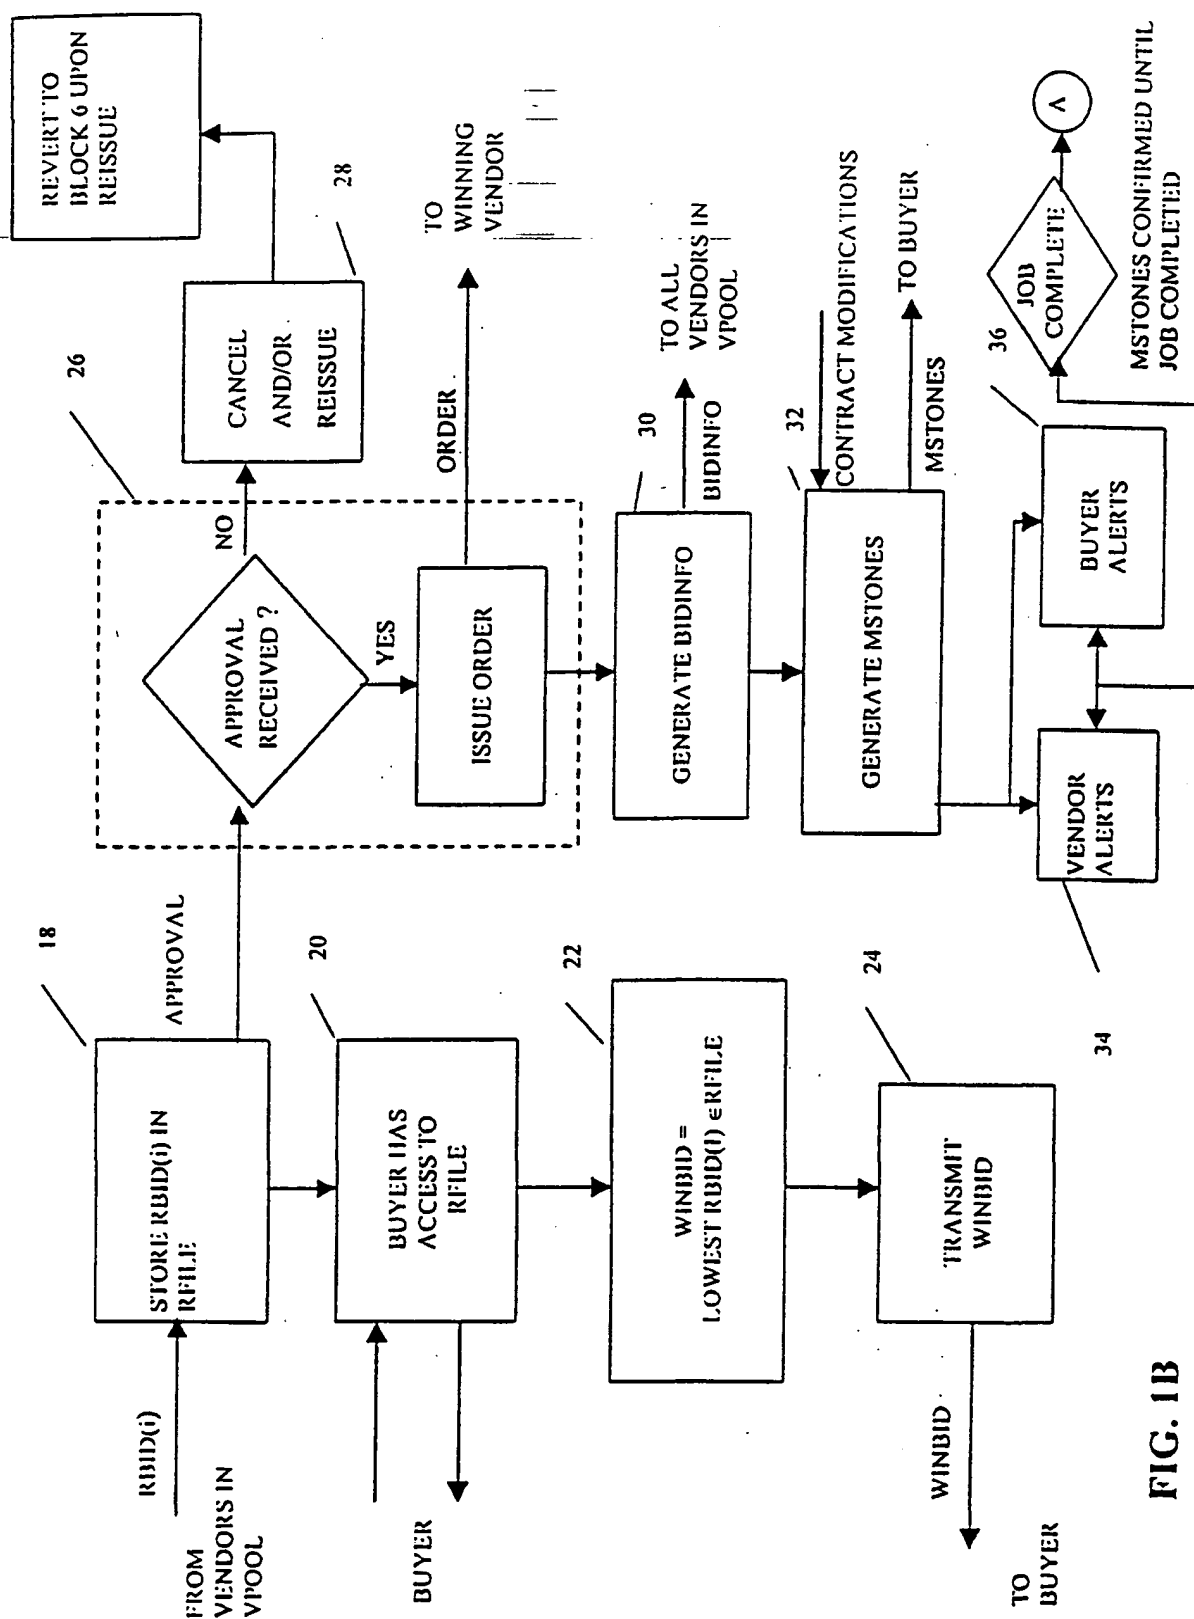 FROM
VENDORS IN
VPOOL
RBID(i)
STORE RBID(i) IN
RFILE
18
APPROVAL
BUYER
BUYER HAS
ACCESS TO
RFILE
20
WINBID =
LOWEST RBID(I) ∈RFILE
22
TRANSMIT
WINBID
24
WINBID
TO
BUYER
APPROVAL
RECEIVED ?
26
NO
YES
CANCEL
AND/OR
REISSUE
28
REVERT TO
BLOCK 6 UPON
REISSUE
ISSUE ORDER
ORDER
TO
WINNING
VENDOR
GENERATE BIDINFO
30
BIDINFO
TO ALL
VENDORS IN
VPOOL
GENERATE MSTONES
32
CONTRACT MODIFICATIONS
MSTONES
TO BUYER
VENDOR
ALERTS
34
BUYER
ALERTS
36
JOB
COMPLETE
A
MSTONES CONFIRMED UNTIL
JOB COMPLETED
FIG. 1B